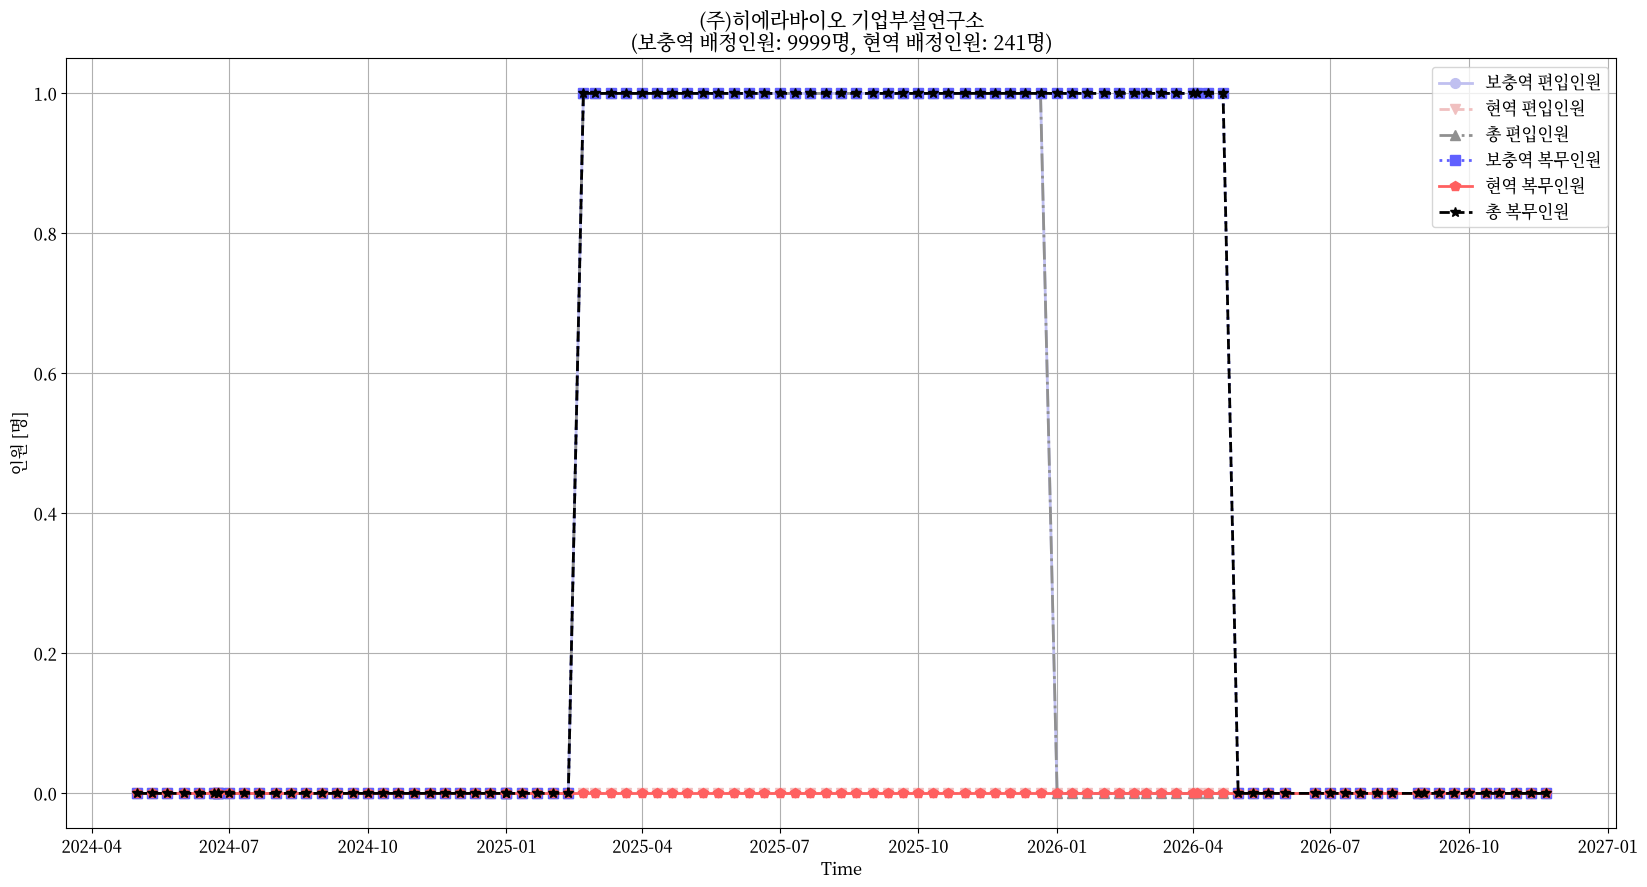 (주)히에라바이오 기업부설연구소
(보충역 배정인원: 9999명, 현역 배정인원: 241명)
보충역 편입인원
현역 편입인원
총 편입인원
보충역 복무인원
현역 복무인원
총 복무인원
인원 [명]
1.0
0.8
0.6
0.4
0.2
0.0
2024-04 2024-07 2024-10 2025-01 2025-04 2025-07 2025-10 2026-01 2026-04 2026-07 2026-10 2027-01
Time